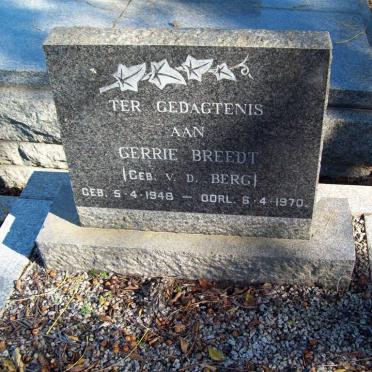 TER GEDAGTENIS
AAN
GERRIE BREEDT
(GEB. V. D. BERG)
GEB. 5-4-1948 — OORL. 6-4-1970.